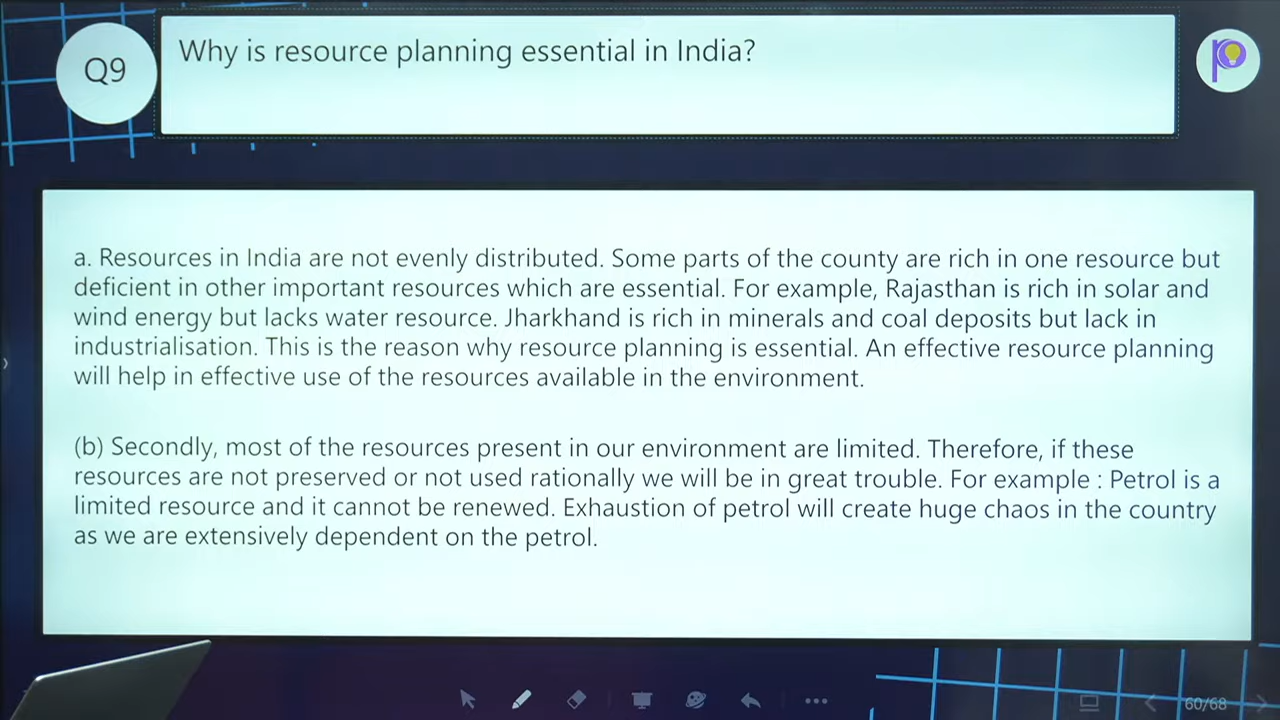 Q9
Why is resource planning essential in India?
a. Resources in India are not evenly distributed. Some parts of the county are rich in one resource but
deficient in other important resources which are essential. For example, Rajasthan is rich in solar and
wind energy but lacks water resource. Jharkhand is rich in minerals and coal deposits but lack in
industrialisation. This is the reason why resource planning is essential. An effective resource planning
will help in effective use of the resources available in the environment.
(b) Secondly, most of the resources present in our environment are limited. Therefore, if these
resources are not preserved or not used rationally we will be in great trouble. For example : Petrol is a
limited resource and it cannot be renewed. Exhaustion of petrol will create huge chaos in the country
as we are extensively dependent on the petrol.
60/68